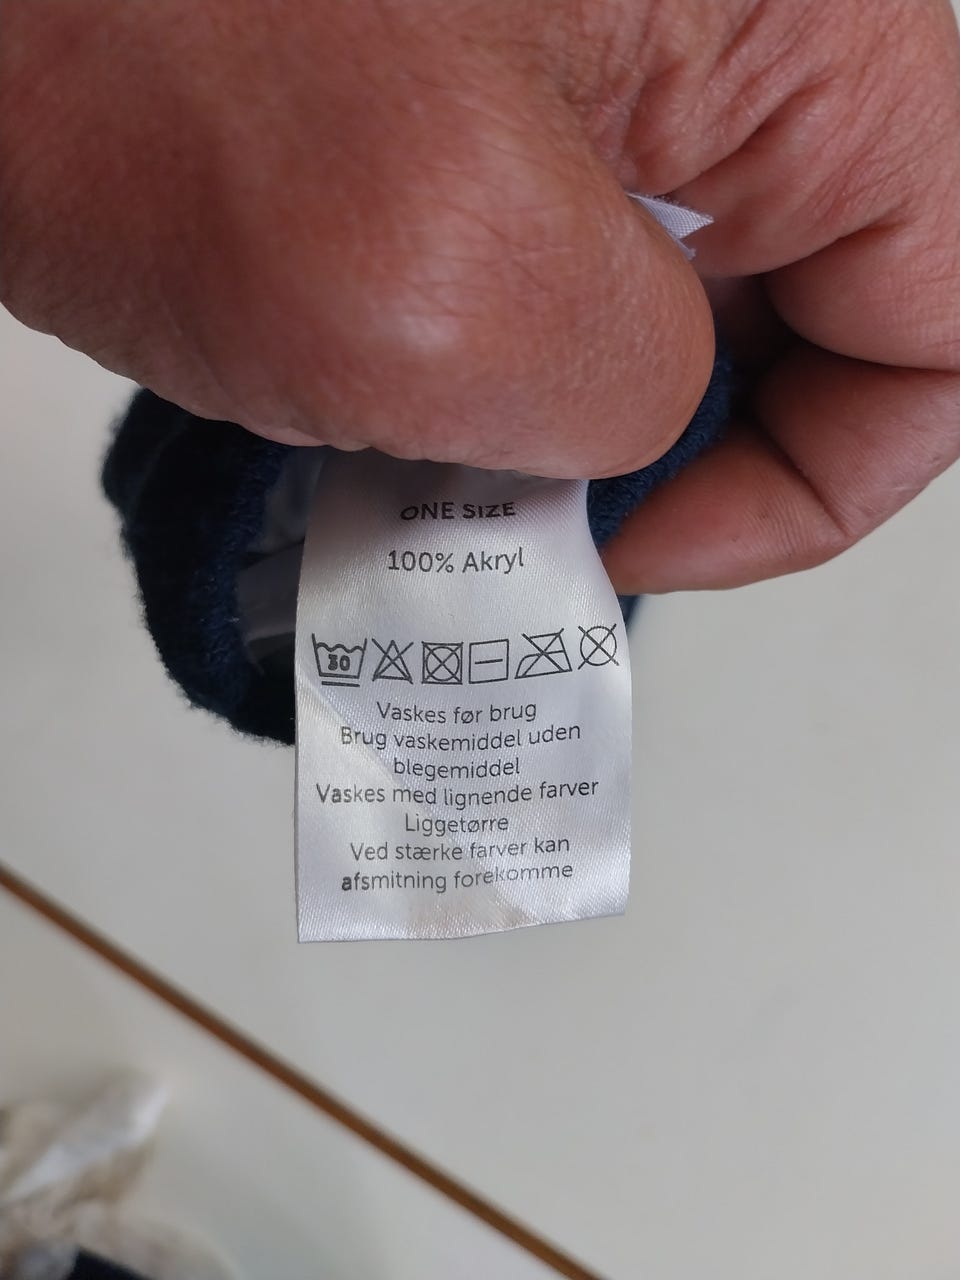 ONE SIZE
100% Akryl
30
Vaskes før brug
Brug vaskemiddel uden
blegemiddel
Vaskes med lignende farver
Liggetørre
Ved stærke farver kan
afsmitning forekomme